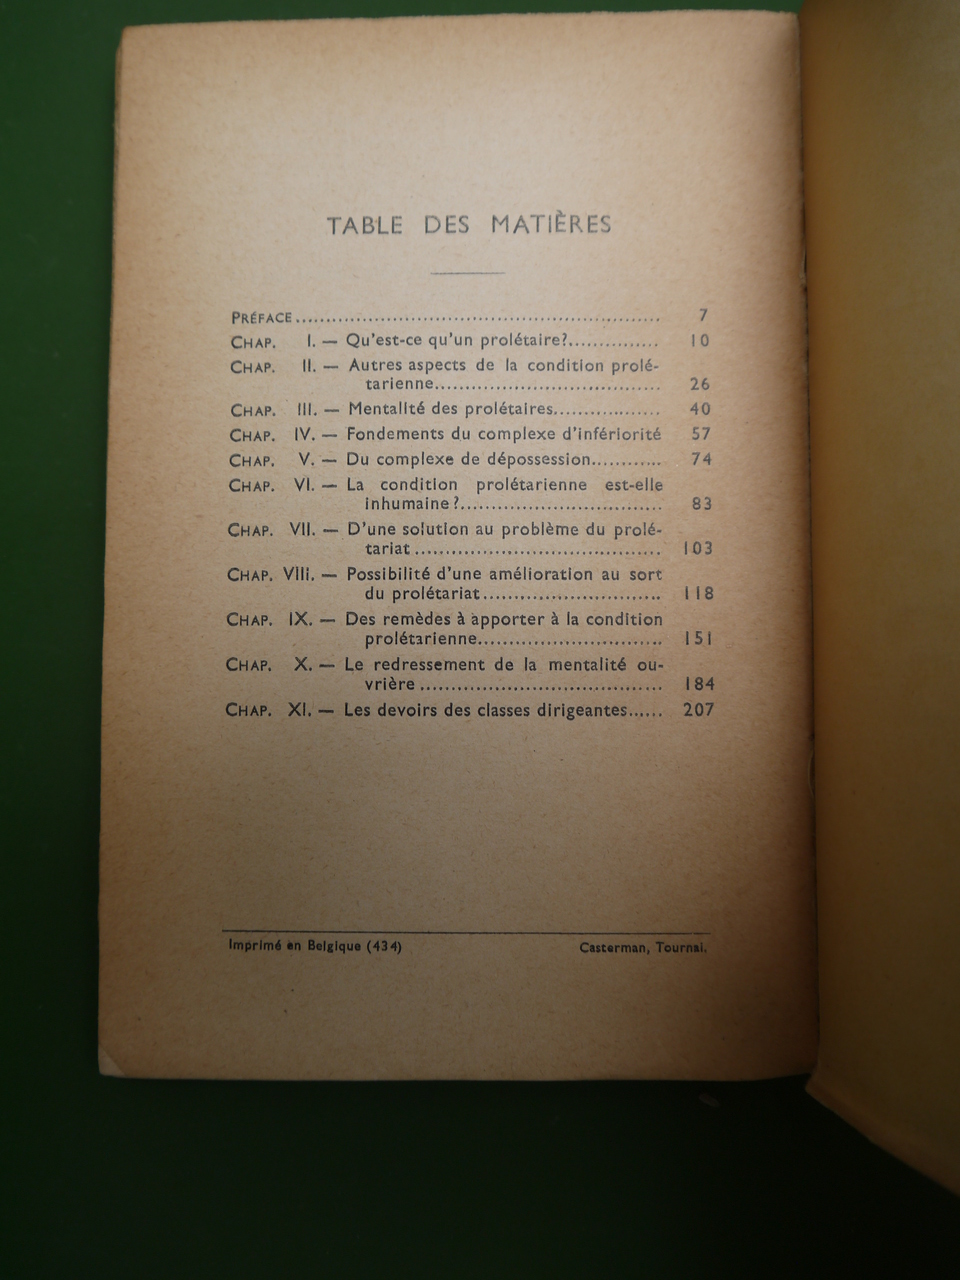 TABLE DES MATIÈRES
PRÉFACE........................................................... 7
CHAP. I. — Qu'est-ce qu'un prolétaire?............... 10
CHAP. II. — Autres aspects de la condition prolé-
tarienne..................................... 26
CHAP. III. — Mentalité des prolétaires.................. 40
CHAP. IV. — Fondements du complexe d'infériorité 57
CHAP. V. — Du complexe de dépossession............ 74
CHAP. VI. — La condition prolétarienne est-elle
inhumaine?................................. 83
CHAP. VII. — D'une solution au problème du prolé-
tariat........................................ 103
CHAP. VIII. — Possibilité d'une amélioration au sort
du prolétariat............................. 118
CHAP. IX. — Des remèdes à apporter à la condition
prolétarienne.............................. 151
CHAP. X. — Le redressement de la mentalité ou-
vrière....................................... 184
CHAP. XI. — Les devoirs des classes dirigeantes...... 207
Imprimé en Belgique (434) Casterman, Tournai.